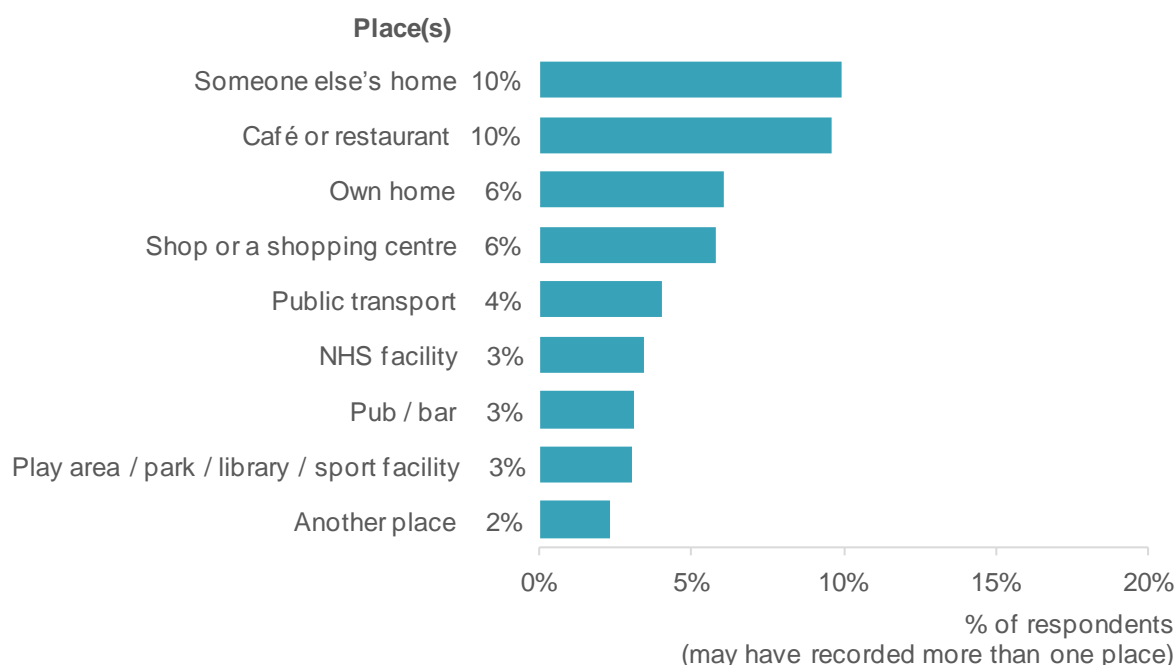 Place(s)
Someone else's home 10%
Café or restaurant 10%
Own home 6%
Shop or a shopping centre 6%
Public transport 4%
NHS facility 3%
Pub / bar 3%
Play area / park / library / sport facility 3%
Another place 2%
0% 5% 10% 15% 20%
% of respondents
(may have recorded more than one place)